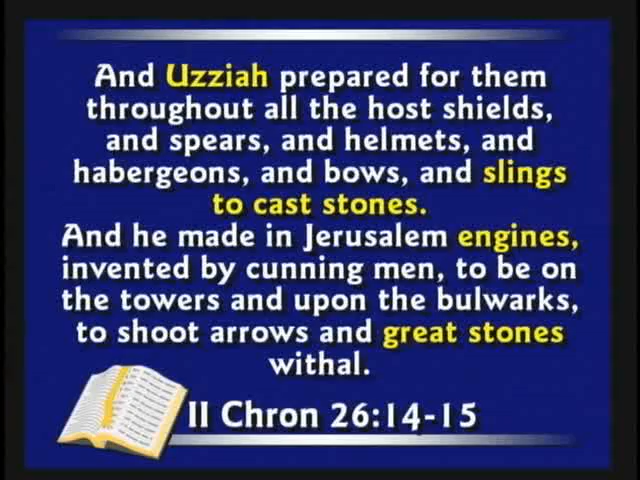 And Uzziah prepared for them
throughout all the host shields,
and spears, and helmets, and
habergeons, and bows, and slings
to cast stones.
And he made in Jerusalem engines,
invented by cunning men, to be on
the towers and upon the bulwarks,
to shoot arrows and great stones
withal.
II Chron 26:14-15